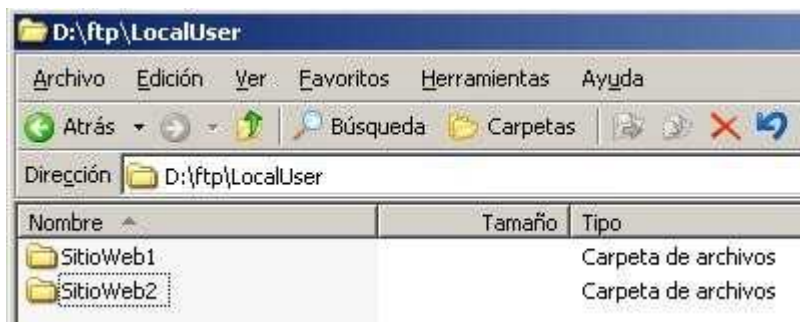 D:\ftp\LocalUser
Archivo Edición Ver Favoritos Herramientas Ayuda
Atrás Búsqueda Carpetas
Dirección D:\ftp\LocalUser
Nombre Tamaño Tipo
SitioWeb1 Carpeta de archivos
SitioWeb2 Carpeta de archivos